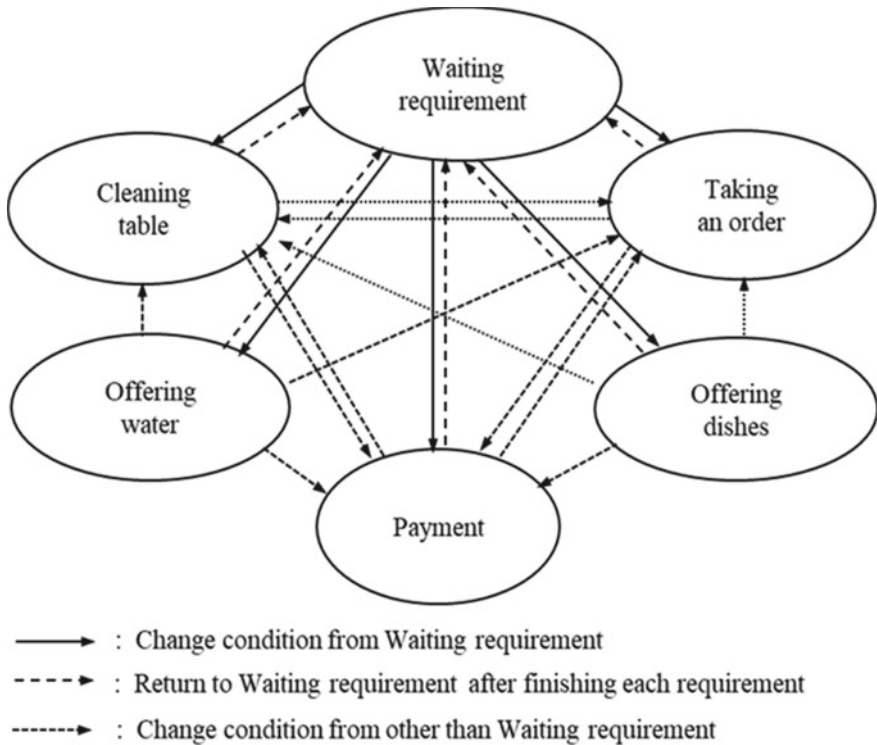 Waiting
requirement
Cleaning
table
Taking
an order
Offering
water
Offering
dishes
Payment
: Change condition from Waiting requirement
: Return to Waiting requirement after finishing each requirement
: Change condition from other than Waiting requirement